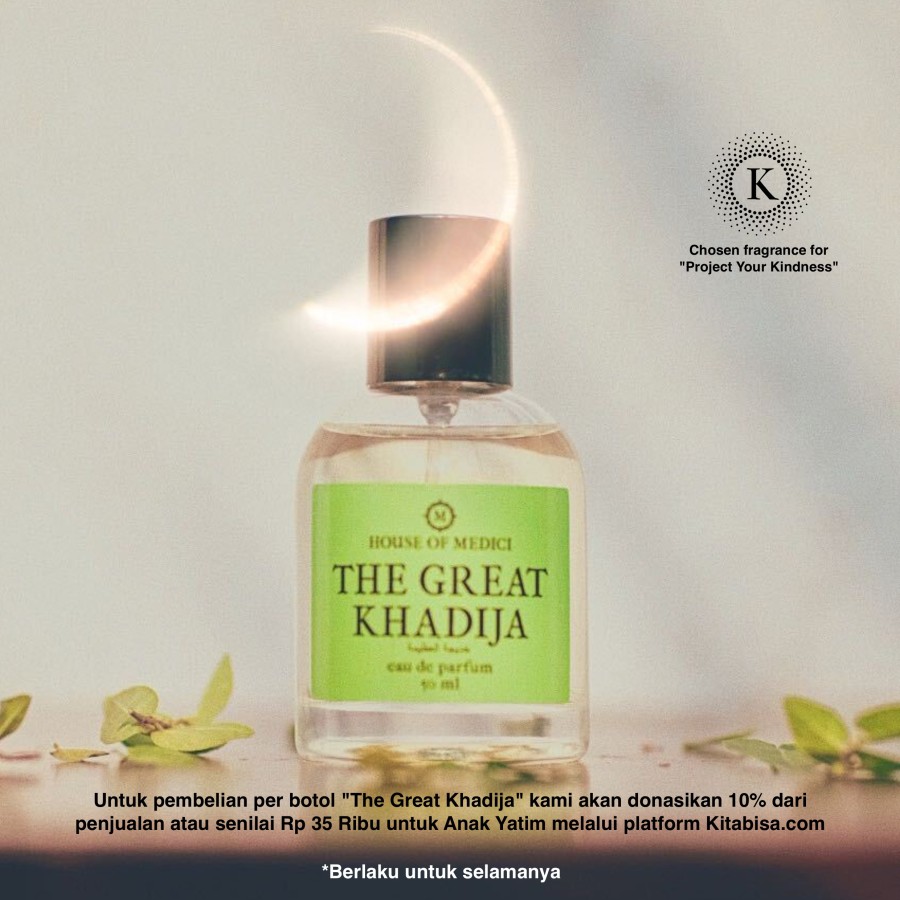 K
Chosen fragrance for
"Project Your Kindness"
M
HOUSE OF MEDICI
THE GREAT
KHADIJA
خديجة العظيمة
eau de parfum
50 ml
Untuk pembelian per botol "The Great Khadija" kami akan donasikan 10% dari
penjualan atau senilai Rp 35 Ribu untuk Anak Yatim melalui platform Kitabisa.com
*Berlaku untuk selamanya